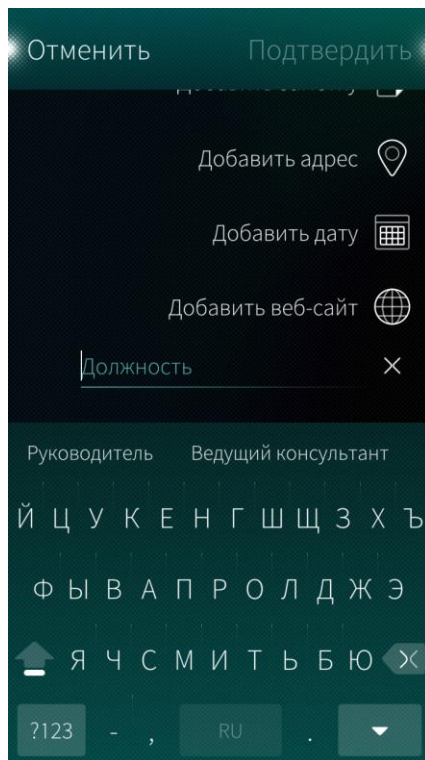 Отменить Подтвердить
Добавить адрес
Добавить дату
Добавить веб-сайт
Должность
Руководитель Ведущий консультант
Й Ц У К Е Н Г Ш Щ З Х Ъ
Ф Ы В А П Р О Л Д Ж Э
Я Ч С М И Т Ь Б Ю
?123 - , RU .